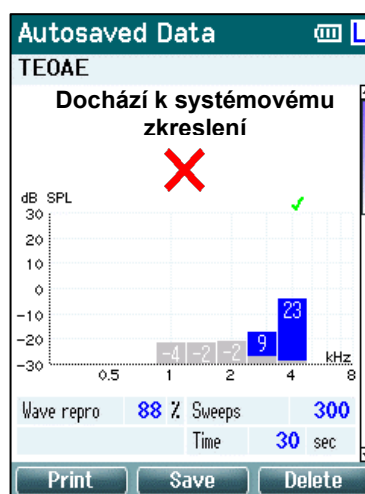 Autosaved Data L
TEOAE
Dochází k systémovému
zkreslení
dB SPL
30
20
10
0
-10
-20
-30
-4 -2 -2 9 23
kHz
0.5 1 2 4 8
Wave repro 88 % Sweeps 300
Time 30 sec
Print Save Delete